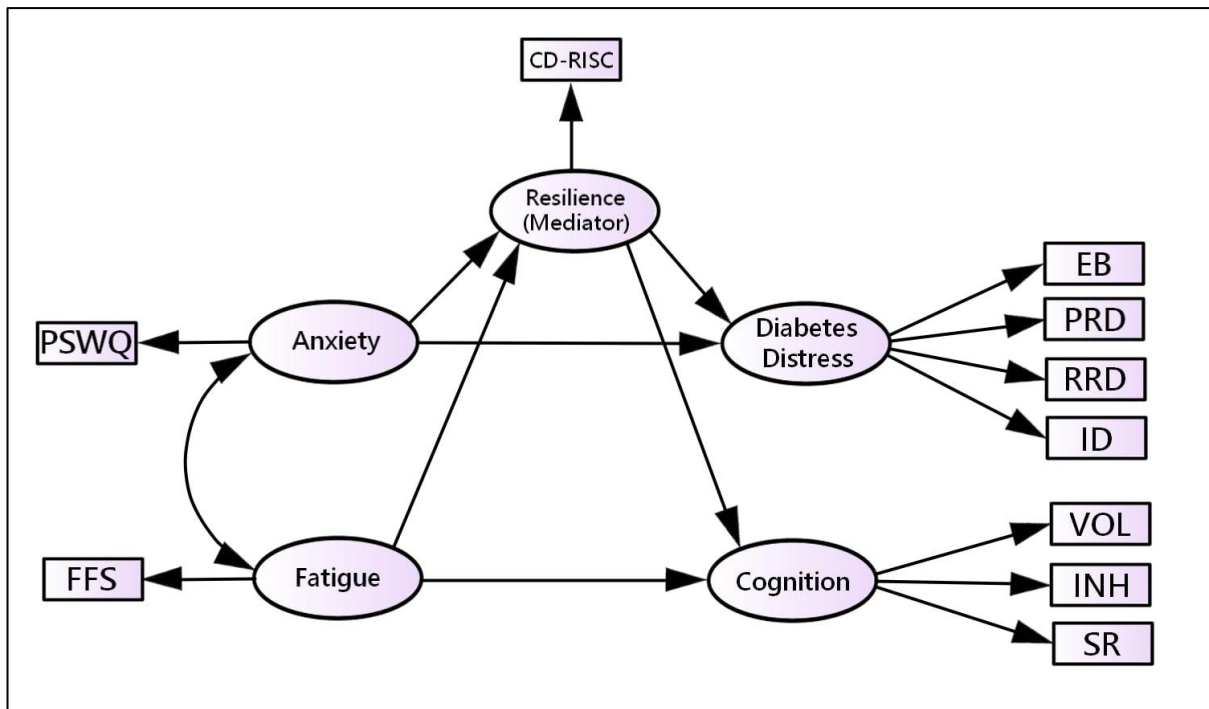 CD-RISC
Resilience
(Mediator)
PSWQ
Anxiety
Diabetes
Distress
EB
PRD
RRD
ID
FFS
Fatigue
Cognition
VOL
INH
SR